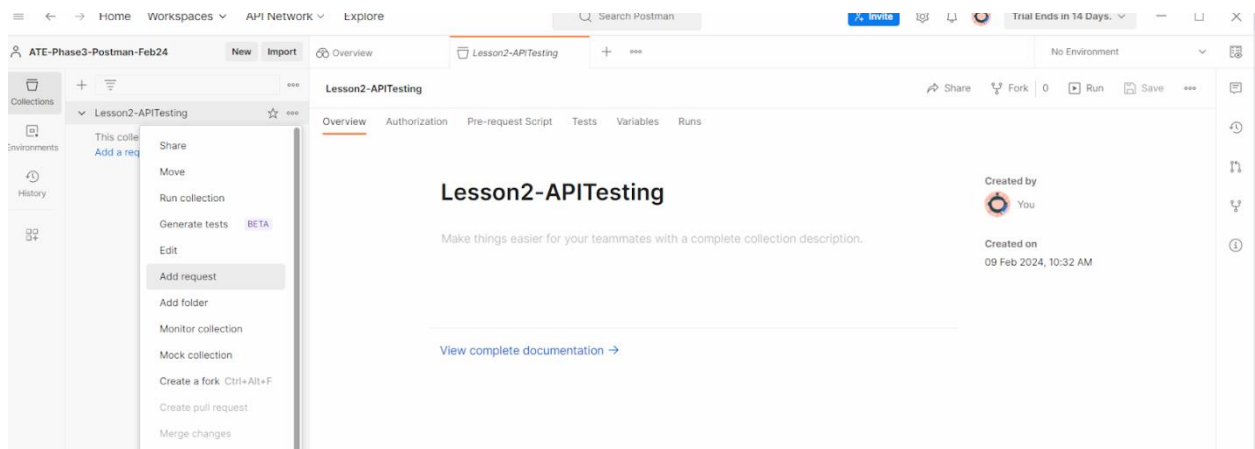 Home Workspaces API Network Explore Search Postman Invite Trial Ends in 14 Days.
ATE-Phase3-Postman-Feb24 New Import Overview Lesson2-APITesting No Environment
Collections
Environments
History
Lesson2-APITesting
This colle
Add a req
Share
Move
Run collection
Generate tests BETA
Edit
Add request
Add folder
Monitor collection
Mock collection
Create a fork Ctrl+Alt+F
Create pull request
Merge changes
Lesson2-APITesting Share Fork 0 Run Save
Overview Authorization Pre-request Script Tests Variables Runs
Lesson2-APITesting
Make things easier for your teammates with a complete collection description.
View complete documentation →
Created by
You
Created on
09 Feb 2024, 10:32 AM